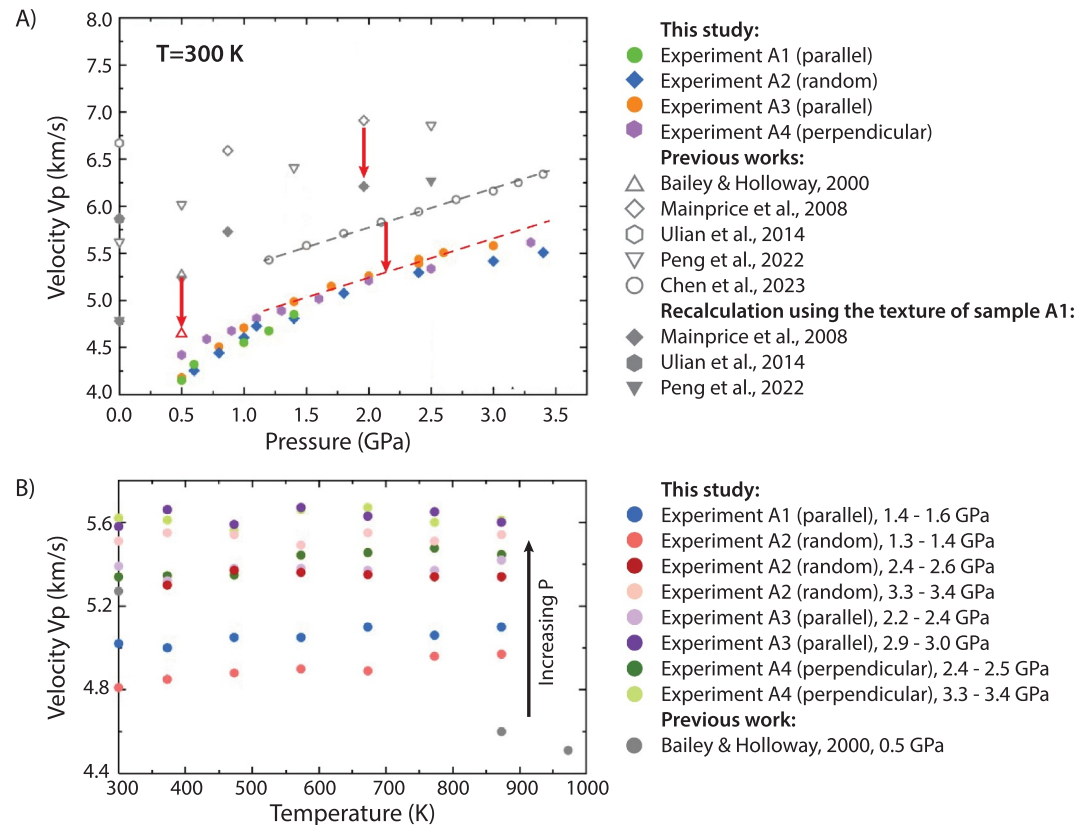 A)
T=300 K
8.0
7.5
7.0
6.5
6.0
5.5
5.0
4.5
4.0
Velocity Vp (km/s)
0.0 0.5 1.0 1.5 2.0 2.5 3.0 3.5
Pressure (GPa)
This study:
Experiment A1 (parallel)
Experiment A2 (random)
Experiment A3 (parallel)
Experiment A4 (perpendicular)
Previous works:
Bailey & Holloway, 2000
Mainprice et al., 2008
Ulian et al., 2014
Peng et al., 2022
Chen et al., 2023
Recalculation using the texture of sample A1:
Mainprice et al., 2008
Ulian et al., 2014
Peng et al., 2022
B)
5.6
5.2
4.8
4.4
Velocity Vp (km/s)
Increasing P
300 400 500 600 700 800 900 1000
Temperature (K)
This study:
Experiment A1 (parallel), 1.4 - 1.6 GPa
Experiment A2 (random), 1.3 - 1.4 GPa
Experiment A2 (random), 2.4 - 2.6 GPa
Experiment A2 (random), 3.3 - 3.4 GPa
Experiment A3 (parallel), 2.2 - 2.4 GPa
Experiment A3 (parallel), 2.9 - 3.0 GPa
Experiment A4 (perpendicular), 2.4 - 2.5 GPa
Experiment A4 (perpendicular), 3.3 - 3.4 GPa
Previous work:
Bailey & Holloway, 2000, 0.5 GPa